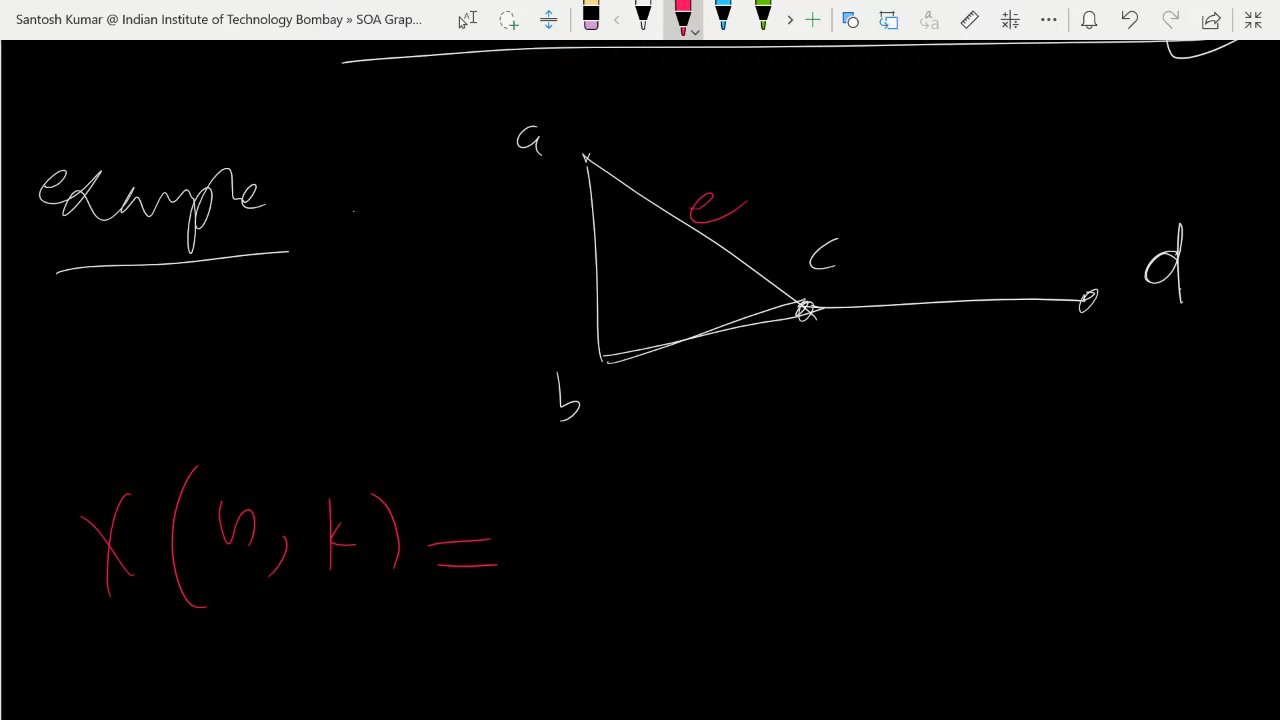 Santosh Kumar @ Indian Institute of Technology Bombay » SOA Grap...
example
a
e
c
d
b
χ(G, k) =